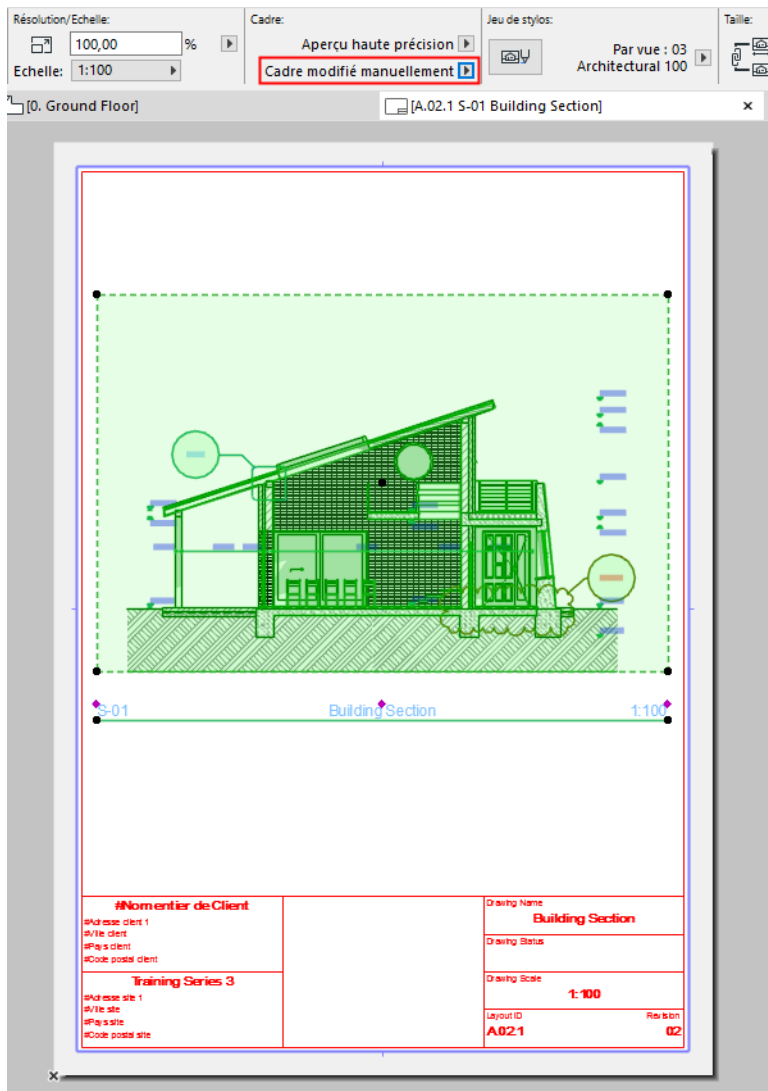 Résolution/Echelle:
100,00 %
Echelle: 1:100
Cadre:
Aperçu haute précision
Cadre modifié manuellement
Jeu de stylos:
Par vue : 03
Architectural 100
Taille:
[0. Ground Floor]
[A.02.1 S-01 Building Section]
S-01 Building Section 1:100
#Nomentier de Client
#Adresse client 1
#Ville client
#Pays client
#Code postal client
Training Series 3
#Adresse site 1
#Ville site
#Pays site
#Code postal site
Drawing Name
Building Section
Drawing Status
Drawing Scale
1:100
Layout ID Revision
A.02.1 02